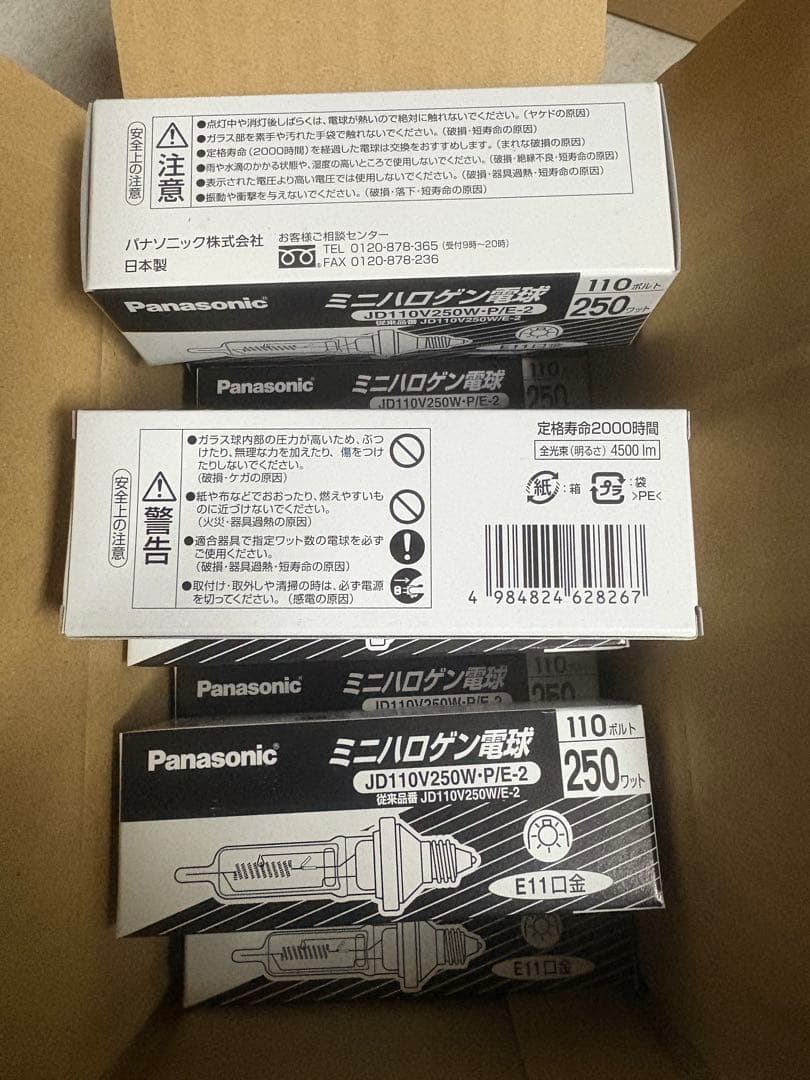 安全上の注意
注意
●点灯中や消灯後しばらくは、電球が熱いので絶対に触れないでください。(ヤケドの原因)
●ガラス部を素手や汚れた手袋で触れないでください。(破損・短寿命の原因)
●定格寿命(2000時間)を経過した電球は交換をおすすめします。(まれな破損の原因)
●雨や水滴のかかる状態や、湿度の高いところで使用しないでください。(破損・絶縁不良・短寿命の原因)
●表示された電圧より高い電圧では使用しないでください。(破損・器具過熱・短寿命の原因)
●振動や衝撃を与えないでください。(破損・落下・短寿命の原因)
パナソニック株式会社
日本製
お客様ご相談センター
TEL 0120-878-365 (受付9時~20時)
FAX 0120-878-236
Panasonic
ミニハロゲン電球
JD110V250W・P/E-2
従来品番 JD110V250W/E-2
110ボルト
250ワット
E11口金
Panasonic
ミニハロゲン電球
JD110V250W・P/E-2
110
250
安全上の注意
警告
●ガラス球内部の圧力が高いため、ぶつ
けたり、無理な力を加えたり、傷をつけ
たりしないでください。
(破損・ケガの原因)
●紙や布などでおおったり、燃えやすいも
のに近づけないでください。
(火災・器具過熱の原因)
●適合器具で指定ワット数の電球を必ず
ご使用ください。
(破損・器具過熱・短寿命の原因)
●取付け・取外しや清掃の時は、必ず電源
を切ってください。(感電の原因)
定格寿命2000時間
全光束(明るさ) 4500 lm
紙:箱
プラ:袋
>PE<
4 984824 628267
Panasonic
ミニハロゲン電球
JD110V250W・P/E-2
110
250
Panasonic
ミニハロゲン電球
JD110V250W・P/E-2
従来品番 JD110V250W/E-2
110ボルト
250ワット
E11口金
E11口金